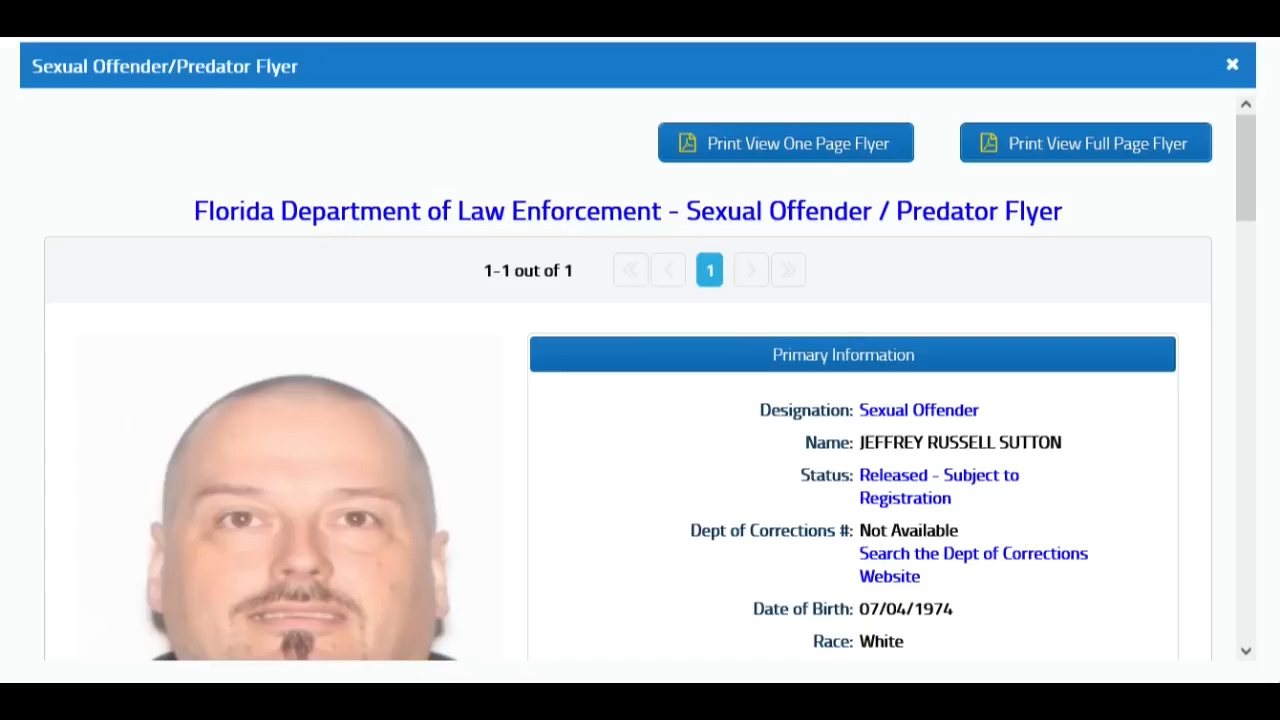 Sexual Offender/Predator Flyer
Print View One Page Flyer
Print View Full Page Flyer
Florida Department of Law Enforcement - Sexual Offender / Predator Flyer
1-1 out of 1
1
Primary Information
Designation: Sexual Offender
Name: JEFFREY RUSSELL SUTTON
Status: Released - Subject to
Registration
Dept of Corrections #: Not Available
Search the Dept of Corrections
Website
Date of Birth: 07/04/1974
Race: White